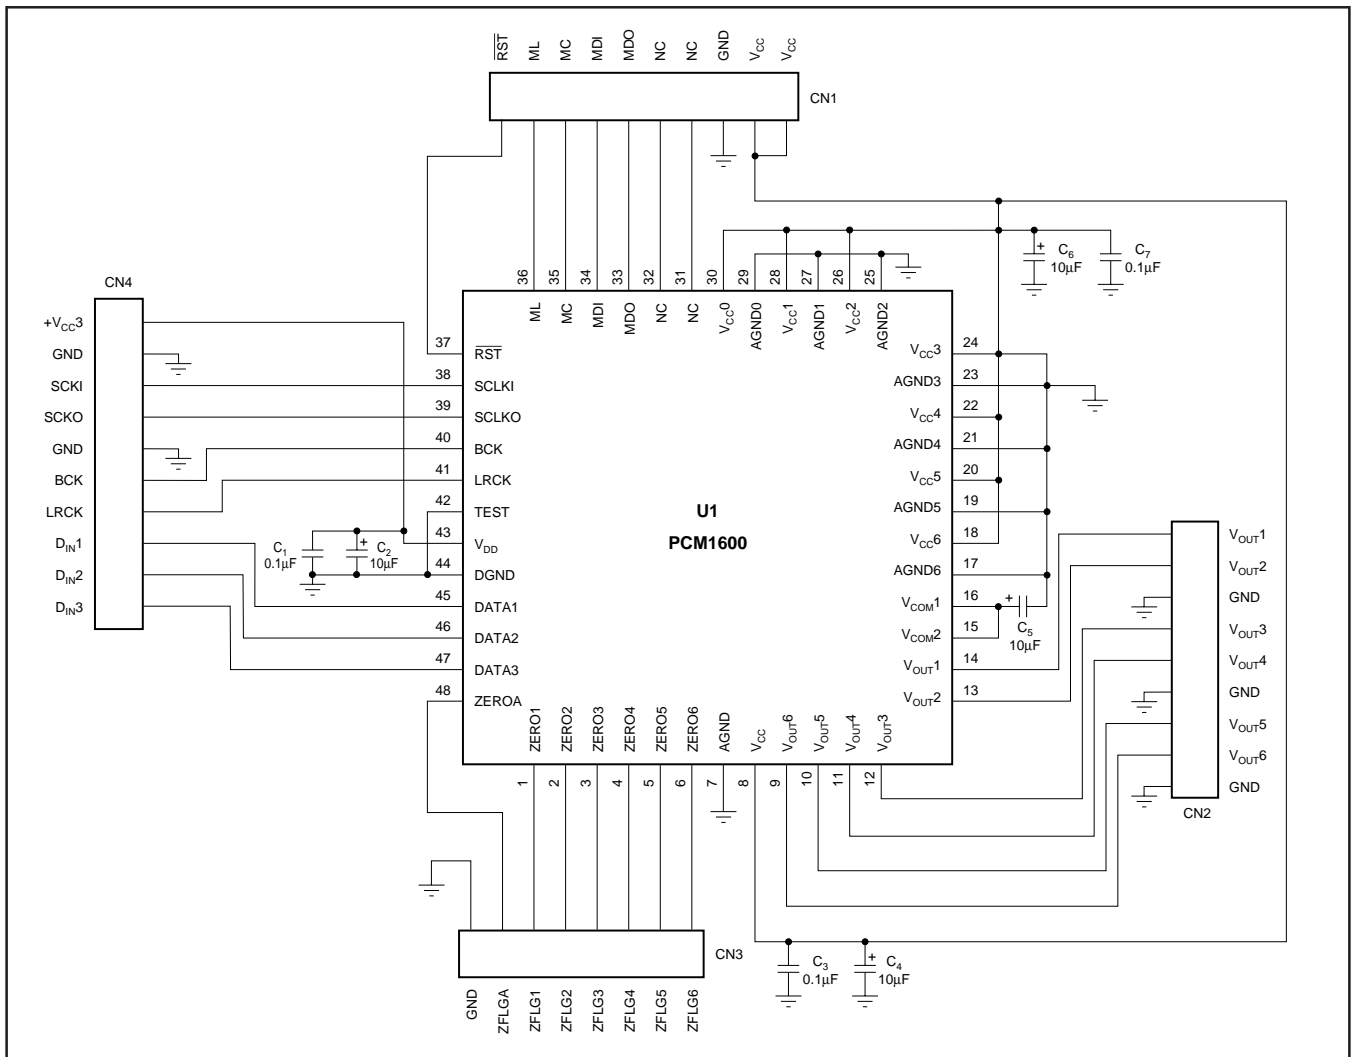 RST
ML
MC
MDI
MDO
NC
NC
GND
VCC
VCC
CN1
36
35
34
33
32
31
30
29
28
27
26
25
C6
10µF
C7
0.1µF
ML
MC
MDI
MDO
NC
NC
VCC0
AGND0
VCC1
AGND1
VCC2
AGND2
CN4
+VCC3
GND
SCKI
SCKO
GND
BCK
LRCK
DIN1
DIN2
DIN3
37
38
39
40
41
42
43
44
45
46
47
48
RST
SCLKI
SCLKO
BCK
LRCK
TEST
VDD
DGND
DATA1
DATA2
DATA3
ZEROA
C1
0.1µF
C2
10µF
U1
PCM1600
VCC3
AGND3
VCC4
AGND4
VCC5
AGND5
VCC6
AGND6
VCOM1
VCOM2
VOUT1
VOUT2
24
23
22
21
20
19
18
17
16
15
14
13
C5
10µF
VOUT1
VOUT2
GND
VOUT3
VOUT4
GND
VOUT5
VOUT6
GND
CN2
ZERO1
ZERO2
ZERO3
ZERO4
ZERO5
ZERO6
AGND
VCC
VOUT6
VOUT5
VOUT4
VOUT3
1
2
3
4
5
6
7
8
9
10
11
12
CN3
C3
0.1µF
C4
10µF
GND
ZFLGA
ZFLG1
ZFLG2
ZFLG3
ZFLG4
ZFLG5
ZFLG6